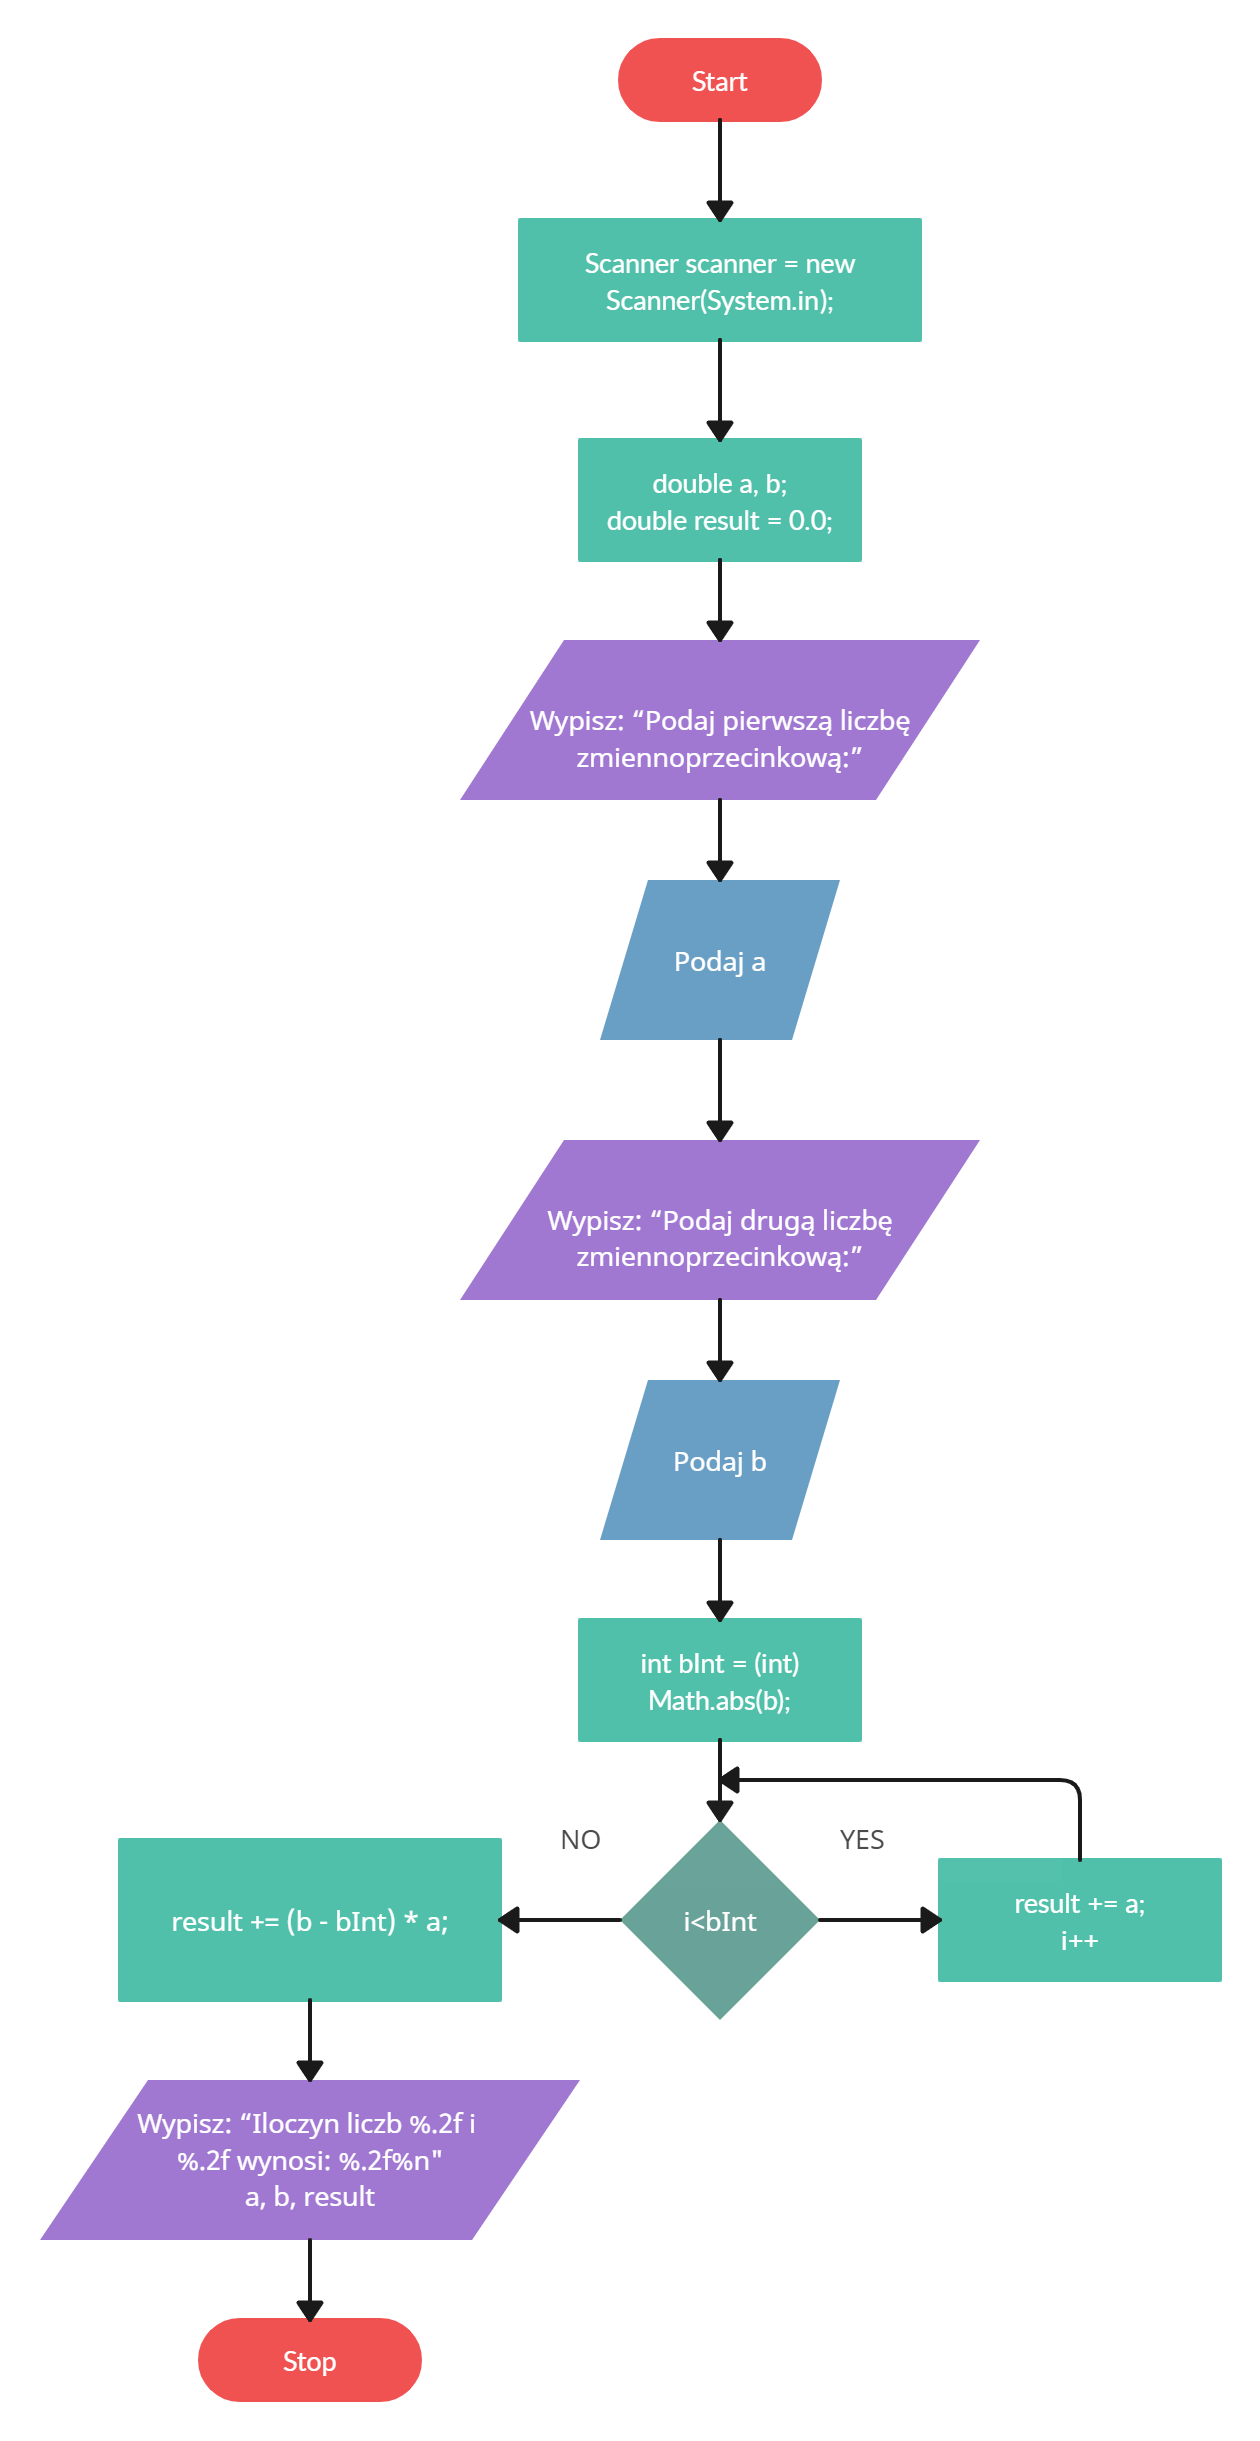 Start
Scanner scanner = new
Scanner(System.in);
double a, b;
double result = 0.0;
Wypisz: “Podaj pierwszą liczbę
zmiennoprzecinkową:”
Podaj a
Wypisz: “Podaj drugą liczbę
zmiennoprzecinkową:”
Podaj b
int bInt = (int)
Math.abs(b);
NO
YES
result += (b - bInt) * a;
i<bInt
result += a;
i++
Wypisz: “Iloczyn liczb %.2f i
%.2f wynosi: %.2f%n"
a, b, result
Stop